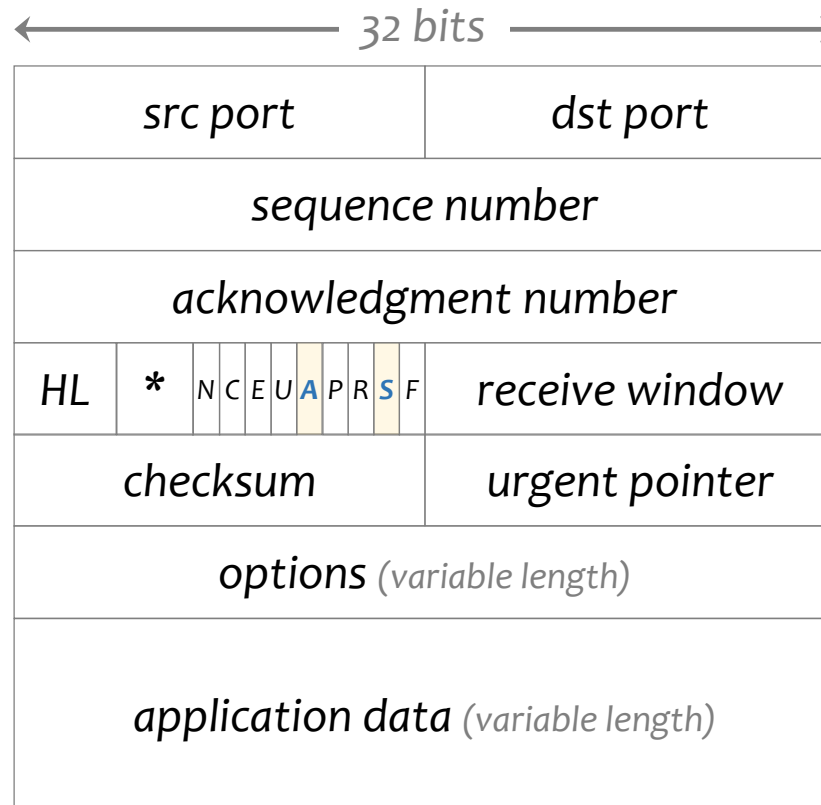 32 bits
src port dst port
sequence number
acknowledgment number
HL * N C E U A P R S F receive window
checksum urgent pointer
options (variable length)
application data (variable length)